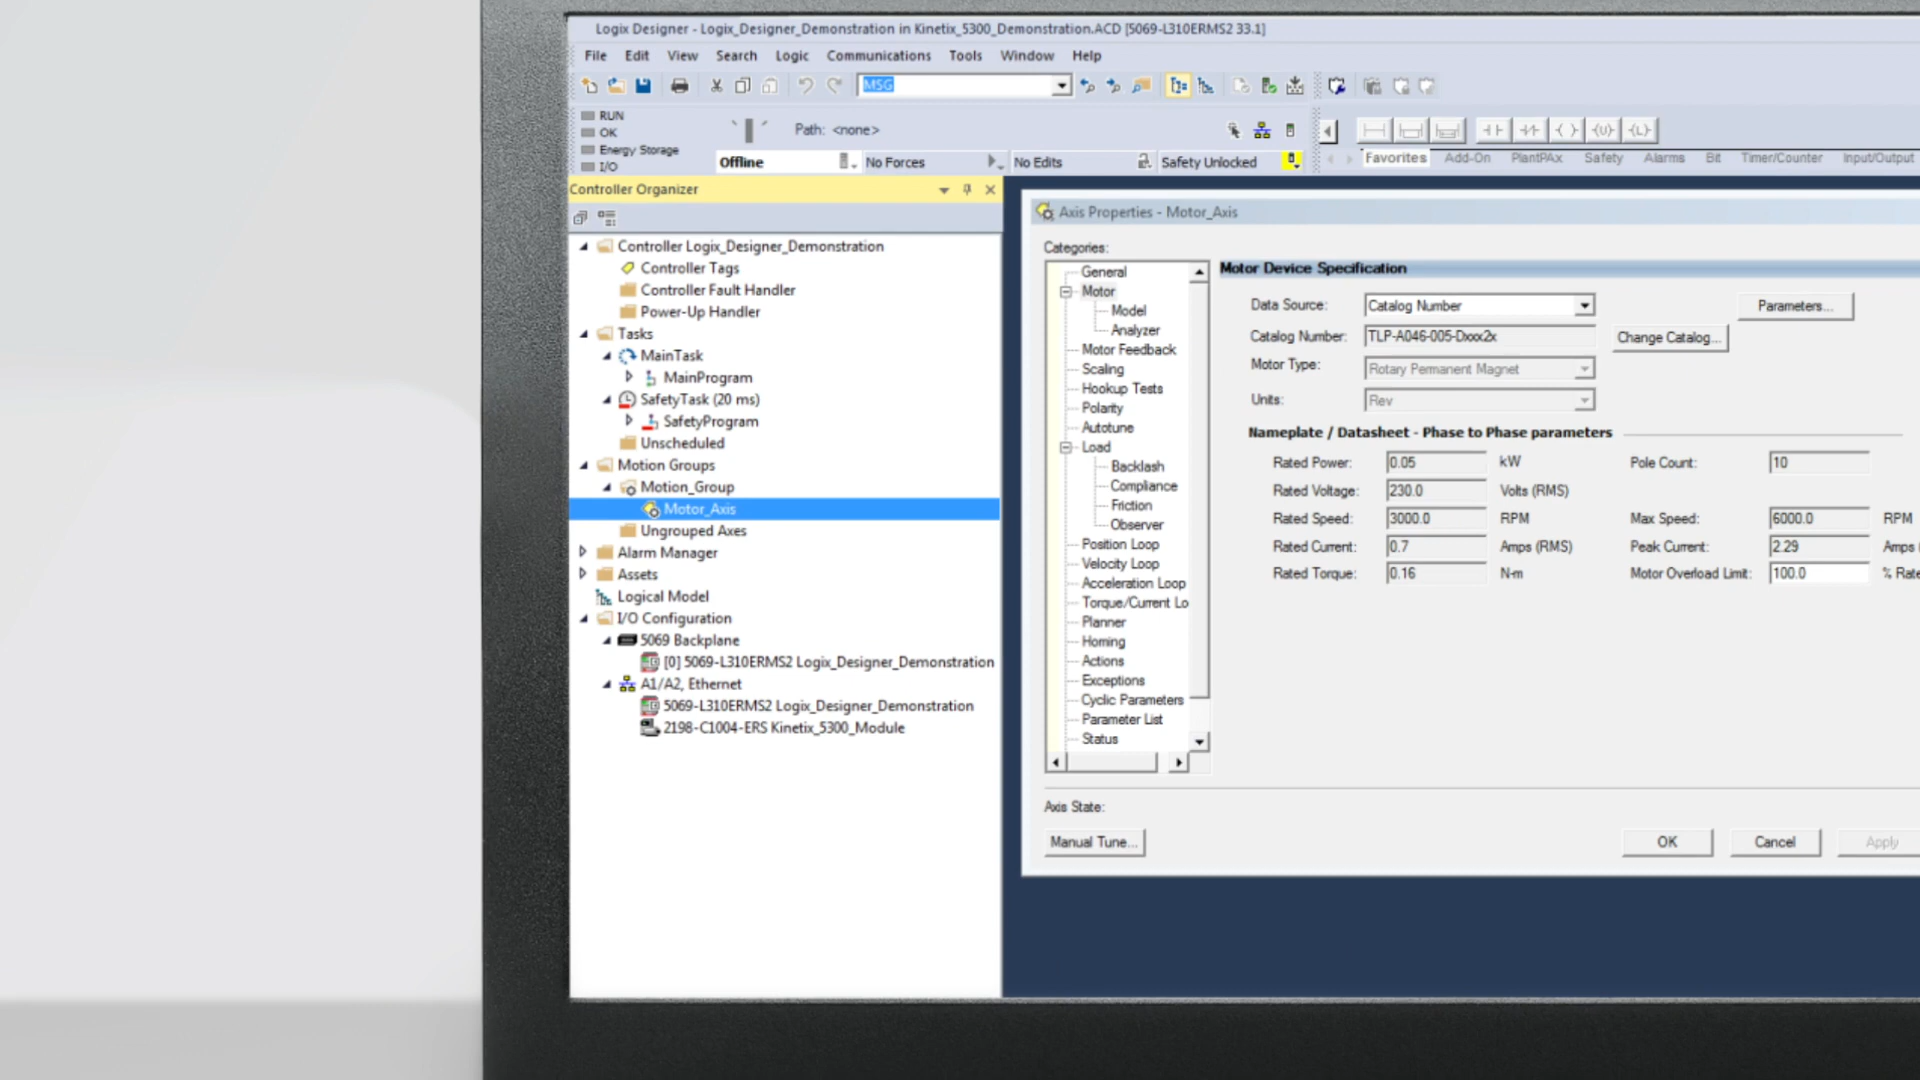 Logix Designer - Logix_Designer_Demonstration in Kinetix_5300_Demonstration.ACD [5069-L310ERMS2 33.1]
File Edit View Search Logic Communications Tools Window Help
MSG
RUN
OK
Energy Storage
I/O
Path: <none>
Offline No Forces No Edits Safety Unlocked
Favorites Add-On PlantPAx Safety Alarms Bit Timer/Counter Input/Output
Controller Organizer
Controller Logix_Designer_Demonstration
Controller Tags
Controller Fault Handler
Power-Up Handler
Tasks
MainTask
MainProgram
SafetyTask (20 ms)
SafetyProgram
Unscheduled
Motion Groups
Motion_Group
Motor_Axis
Ungrouped Axes
Alarm Manager
Assets
Logical Model
I/O Configuration
5069 Backplane
[0] 5069-L310ERMS2 Logix_Designer_Demonstration
A1/A2, Ethernet
5069-L310ERMS2 Logix_Designer_Demonstration
2198-C1004-ERS Kinetix_5300_Module
Axis Properties - Motor_Axis
Categories:
General
Motor
Model
Analyzer
Motor Feedback
Scaling
Hookup Tests
Polarity
Autotune
Load
Backlash
Compliance
Friction
Observer
Position Loop
Velocity Loop
Acceleration Loop
Torque/Current Lo
Planner
Homing
Actions
Exceptions
Cyclic Parameters
Parameter List
Status
Motor Device Specification
Data Source: Catalog Number Parameters...
Catalog Number: TLP-A046-005-Dxxx2x Change Catalog...
Motor Type: Rotary Permanent Magnet
Units: Rev
Nameplate / Datasheet - Phase to Phase parameters
Rated Power: 0.05 kW Pole Count: 10
Rated Voltage: 230.0 Volts (RMS)
Rated Speed: 3000.0 RPM Max Speed: 6000.0 RPM
Rated Current: 0.7 Amps (RMS) Peak Current: 2.29 Amps (
Rated Torque: 0.16 N-m Motor Overload Limit: 100.0 % Rate
Axis State:
Manual Tune... OK Cancel Apply